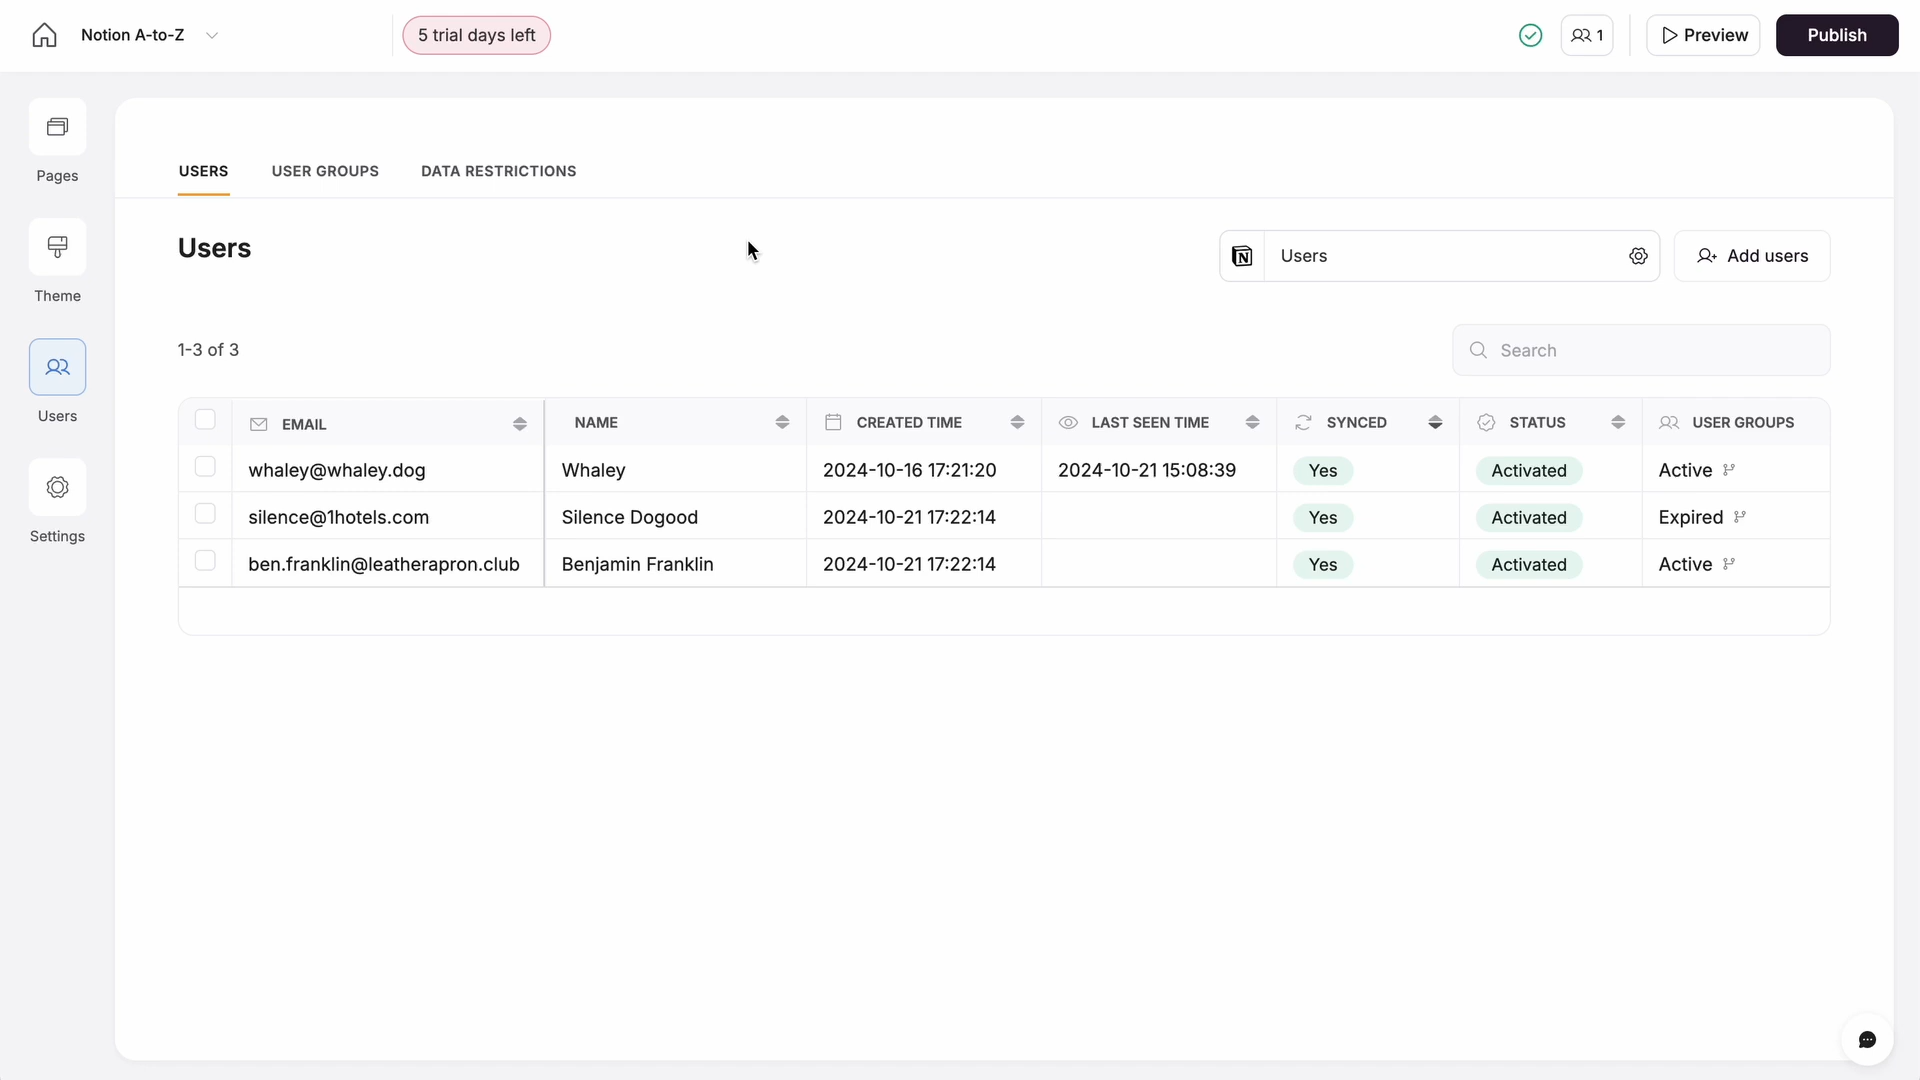 Notion A-to-Z
5 trial days left
1
Preview
Publish
Pages
Theme
Users
Settings
USERS
USER GROUPS
DATA RESTRICTIONS
Users
N
Users
Add users
1-3 of 3
Search
EMAIL NAME CREATED TIME LAST SEEN TIME SYNCED STATUS USER GROUPS
whaley@whaley.dog Whaley 2024-10-16 17:21:20 2024-10-21 15:08:39 Yes Activated Active
silence@1hotels.com Silence Dogood 2024-10-21 17:22:14 Yes Activated Expired
ben.franklin@leatherapron.club Benjamin Franklin 2024-10-21 17:22:14 Yes Activated Active